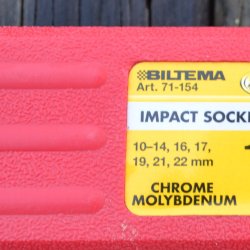 BILTEMA
Art. 71-154
IMPACT SOCKE
10–14, 16, 17,
19, 21, 22 mm
CHROME
MOLYBDENUM